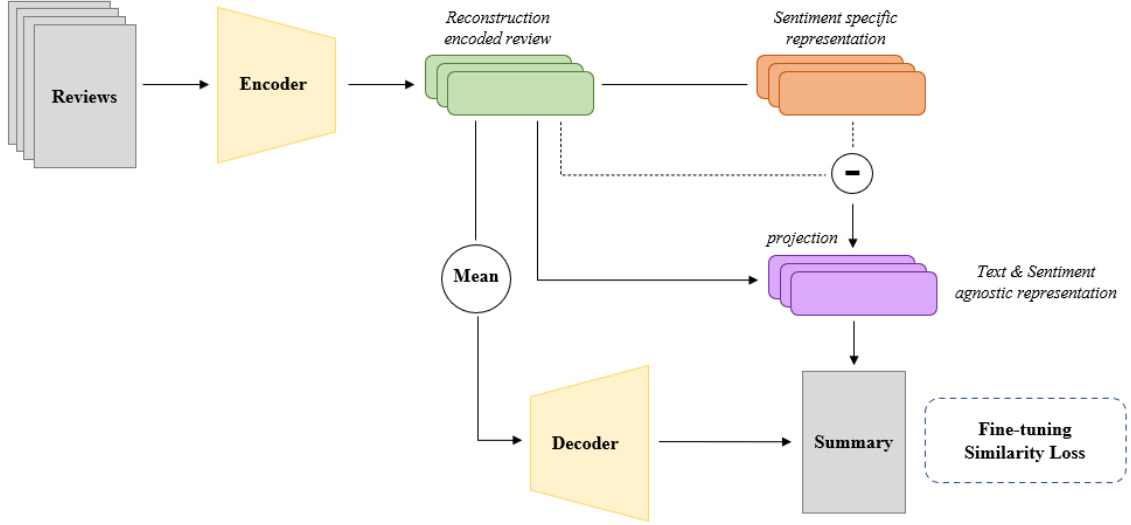 Reconstruction
encoded review
Sentiment specific
representation
Reviews
Encoder
-
projection
Mean
Text & Sentiment
agnostic representation
Decoder
Summary
Fine-tuning
Similarity Loss